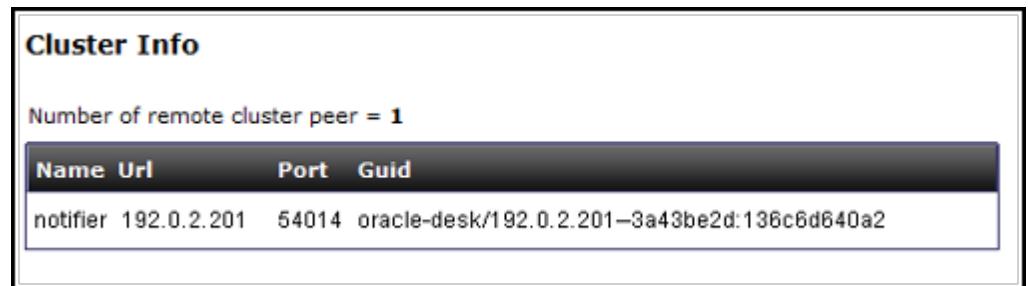 Cluster Info
Number of remote cluster peer = 1
Name Url Port Guid
notifier 192.0.2.201 54014 oracle-desk/192.0.2.201--3a43be2d:136c6d640a2